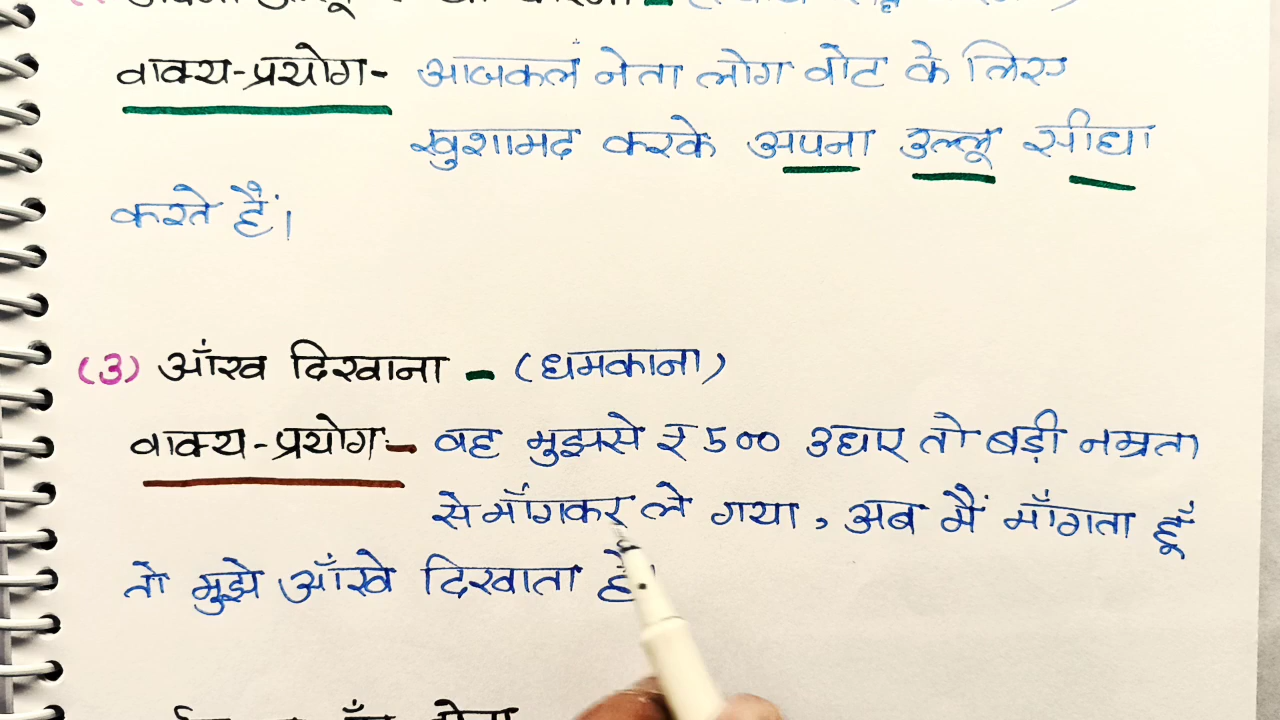 वाक्य-प्रयोग- आजकल नेता लोग वोट के लिए
खुशामद करके अपना उल्लू सीधा
करते हैं।
(3) आँख दिखाना - (धमकाना)
वाक्य-प्रयोग- वह मुझसे ₹ 500 उधार तो बड़ी नम्रता
से माँगकर ले गया, अब मैं माँगता हूँ
तो मुझे आँखे दिखाता है।